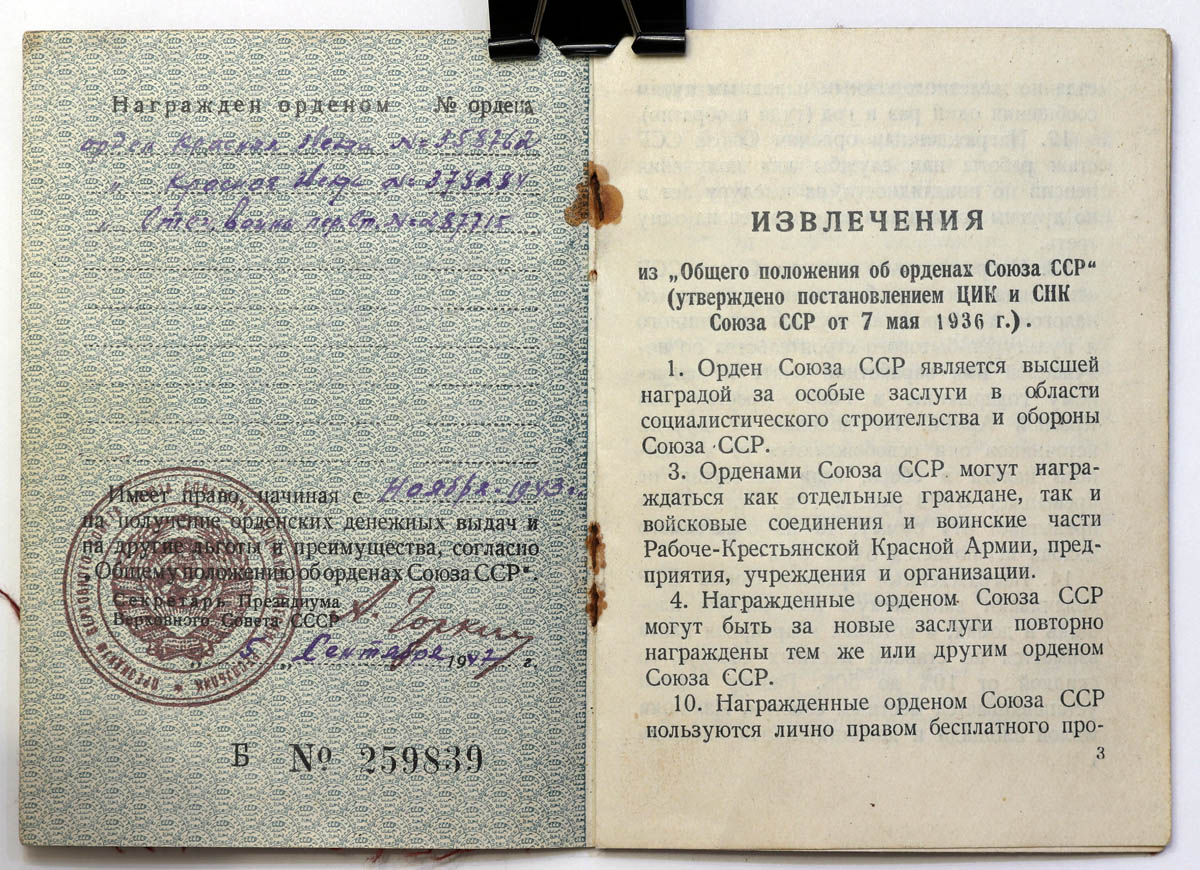 Награжден орденом № ордена
орден Красная Звезда № 958762
" Красная Звезда № 379284
" Отеч. войны пер. ст. № 287715
Имеет право, начиная с Ноября-1943 г.
на получение орденских денежных выдач и
на другие льготы и преимущества, согласно
„Общему положению об орденах Союза ССР“.
Секретарь Президиума
Верховного Совета СССР А. Горкин
„5„ Сентября 1947 г.
Б № 259839
ИЗВЛЕЧЕНИЯ
из „Общего положения об орденах Союза ССР“
(утверждено постановлением ЦИК и СНК
Союза ССР от 7 мая 1936 г.).
1. Орден Союза ССР является высшей
наградой за особые заслуги в области
социалистического строительства и обороны
Союза ССР.
3. Орденами Союза ССР могут награ-
ждаться как отдельные граждане, так и
войсковые соединения и воинские части
Рабоче-Крестьянской Красной Армии, пред-
приятия, учреждения и организации.
4. Награжденные орденом Союза ССР
могут быть за новые заслуги повторно
награждены тем же или другим орденом
Союза ССР.
10. Награжденные орденом Союза ССР
пользуются лично правом бесплатного про-
3